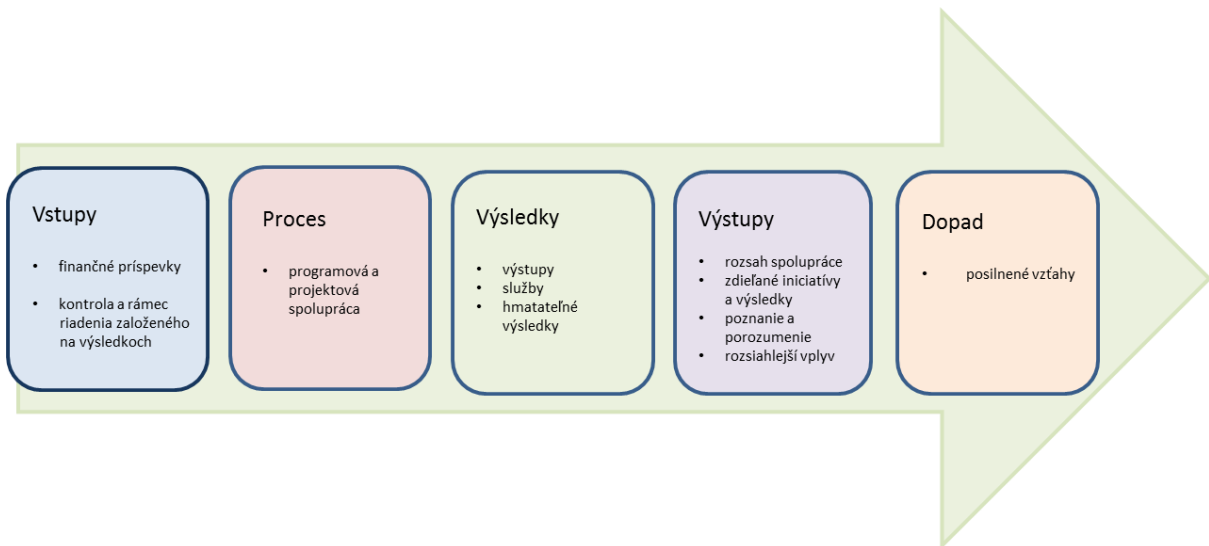 Vstupy
• finančné príspevky
• kontrola a rámec
riadenia založeného
na výsledkoch
Proces
• programová a
projektová
spolupráca
Výsledky
• výstupy
• služby
• hmatateľné
výsledky
Výstupy
• rozsah spolupráce
• zdieľané iniciatívy
a výsledky
• poznanie a
porozumenie
• rozsiahlejší vplyv
Dopad
• posilnené vzťahy